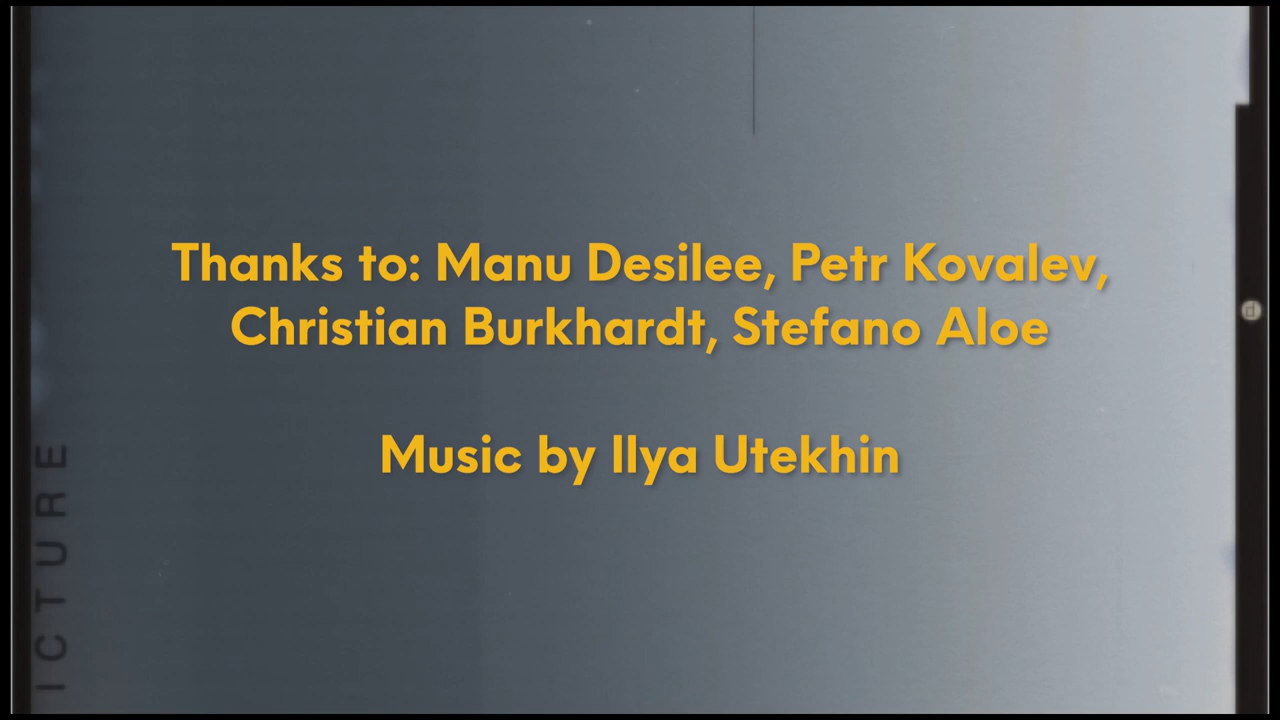 Thanks to: Manu Desilee, Petr Kovalev,
Christian Burkhardt, Stefano Aloe
Music by Ilya Utekhin
ICTURE